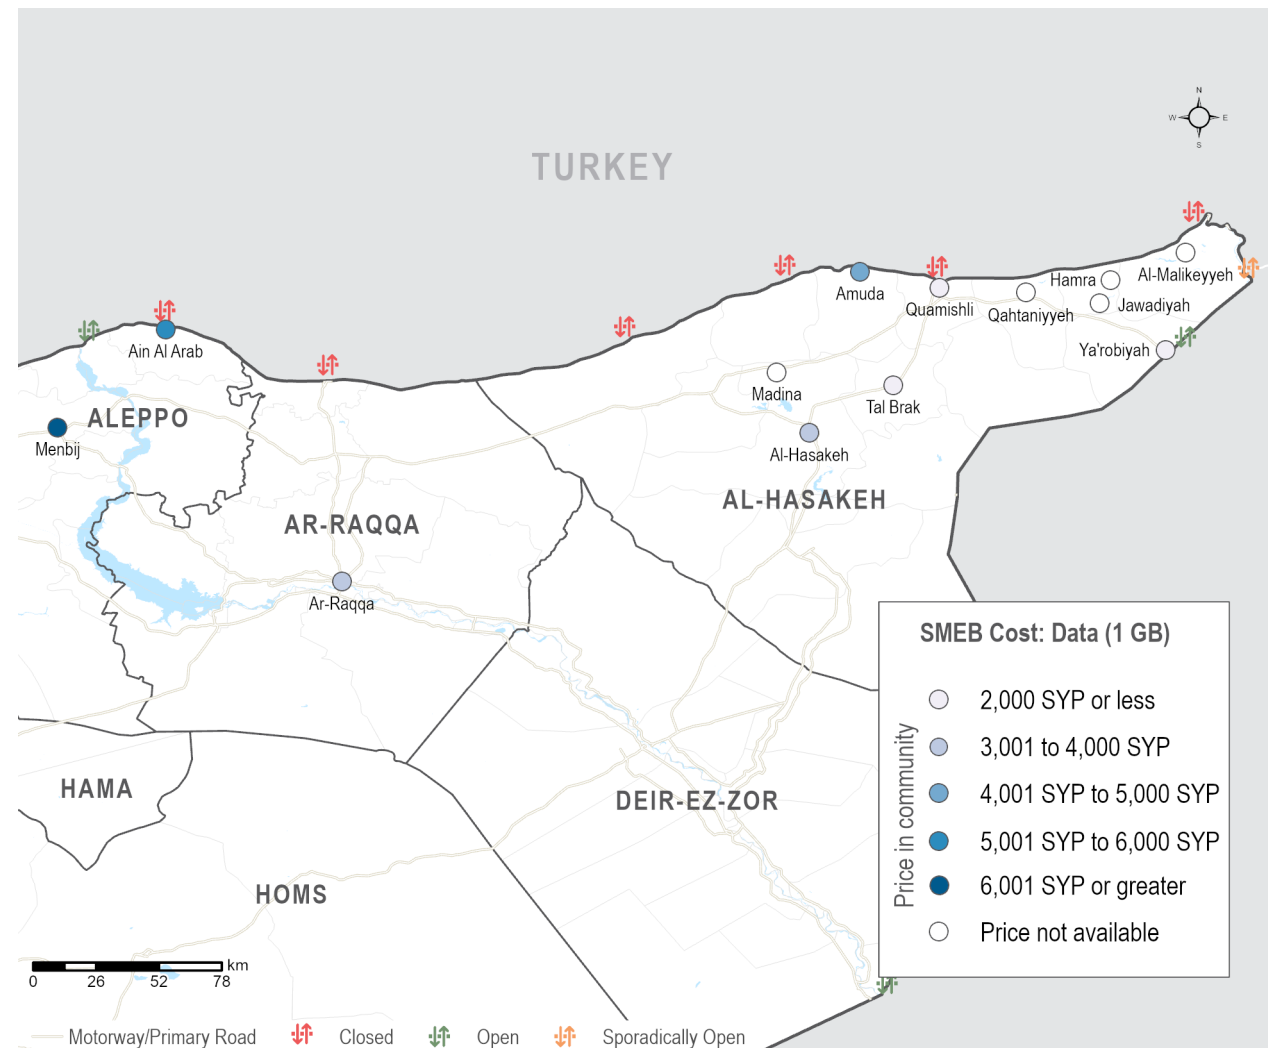 N
W E
S
TURKEY
Al-Malikeyyeh
Hamra
Amuda
Quamishli
Qahtaniyyeh
Jawadiyah
Ain Al Arab
Ya'robiyah
Madina
Tal Brak
ALEPPO
Menbij
Al-Hasakeh
AL-HASAKEH
AR-RAQQA
Ar-Raqqa
SMEB Cost: Data (1 GB)
Price in community
2,000 SYP or less
3,001 to 4,000 SYP
4,001 SYP to 5,000 SYP
5,001 SYP to 6,000 SYP
6,001 SYP or greater
Price not available
HAMA
DEIR-EZ-ZOR
HOMS
km
0 26 52 78
Motorway/Primary Road Closed Open Sporadically Open